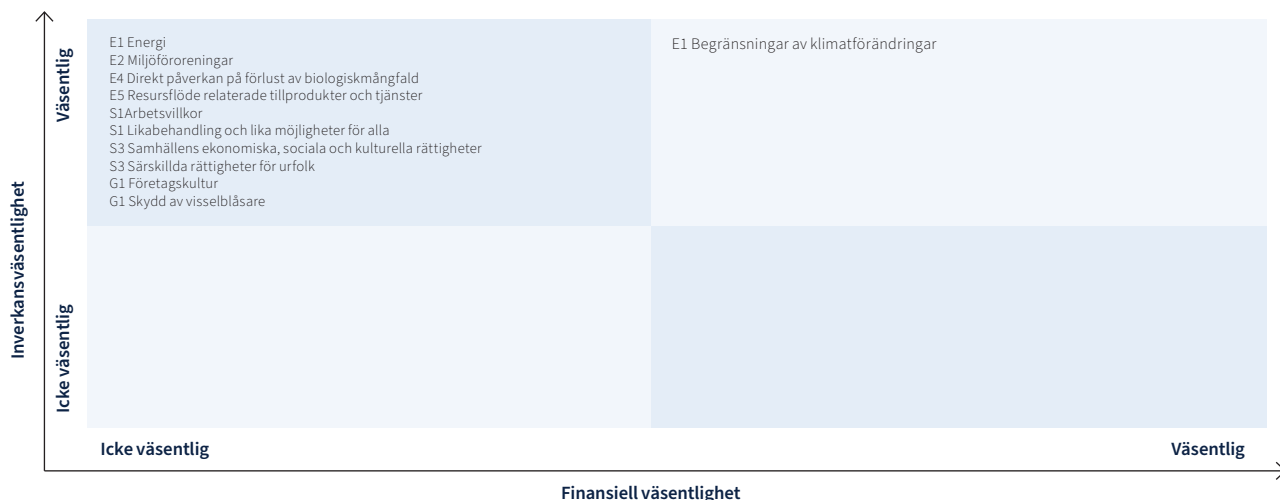 Inverkansväsentlighet
Väsentlig
Icke väsentlig
E1 Energi
E2 Miljöföroreningar
E4 Direkt påverkan på förlust av biologiskmångfald
E5 Resursflöde relaterade tillprodukter och tjänster
S1Arbetsvillkor
S1 Likabehandling och lika möjligheter för alla
S3 Samhällens ekonomiska, sociala och kulturella rättigheter
S3 Särskillda rättigheter för urfolk
G1 Företagskultur
G1 Skydd av visselblåsare
E1 Begränsningar av klimatförändringar
Icke väsentlig
Väsentlig
Finansiell väsentlighet